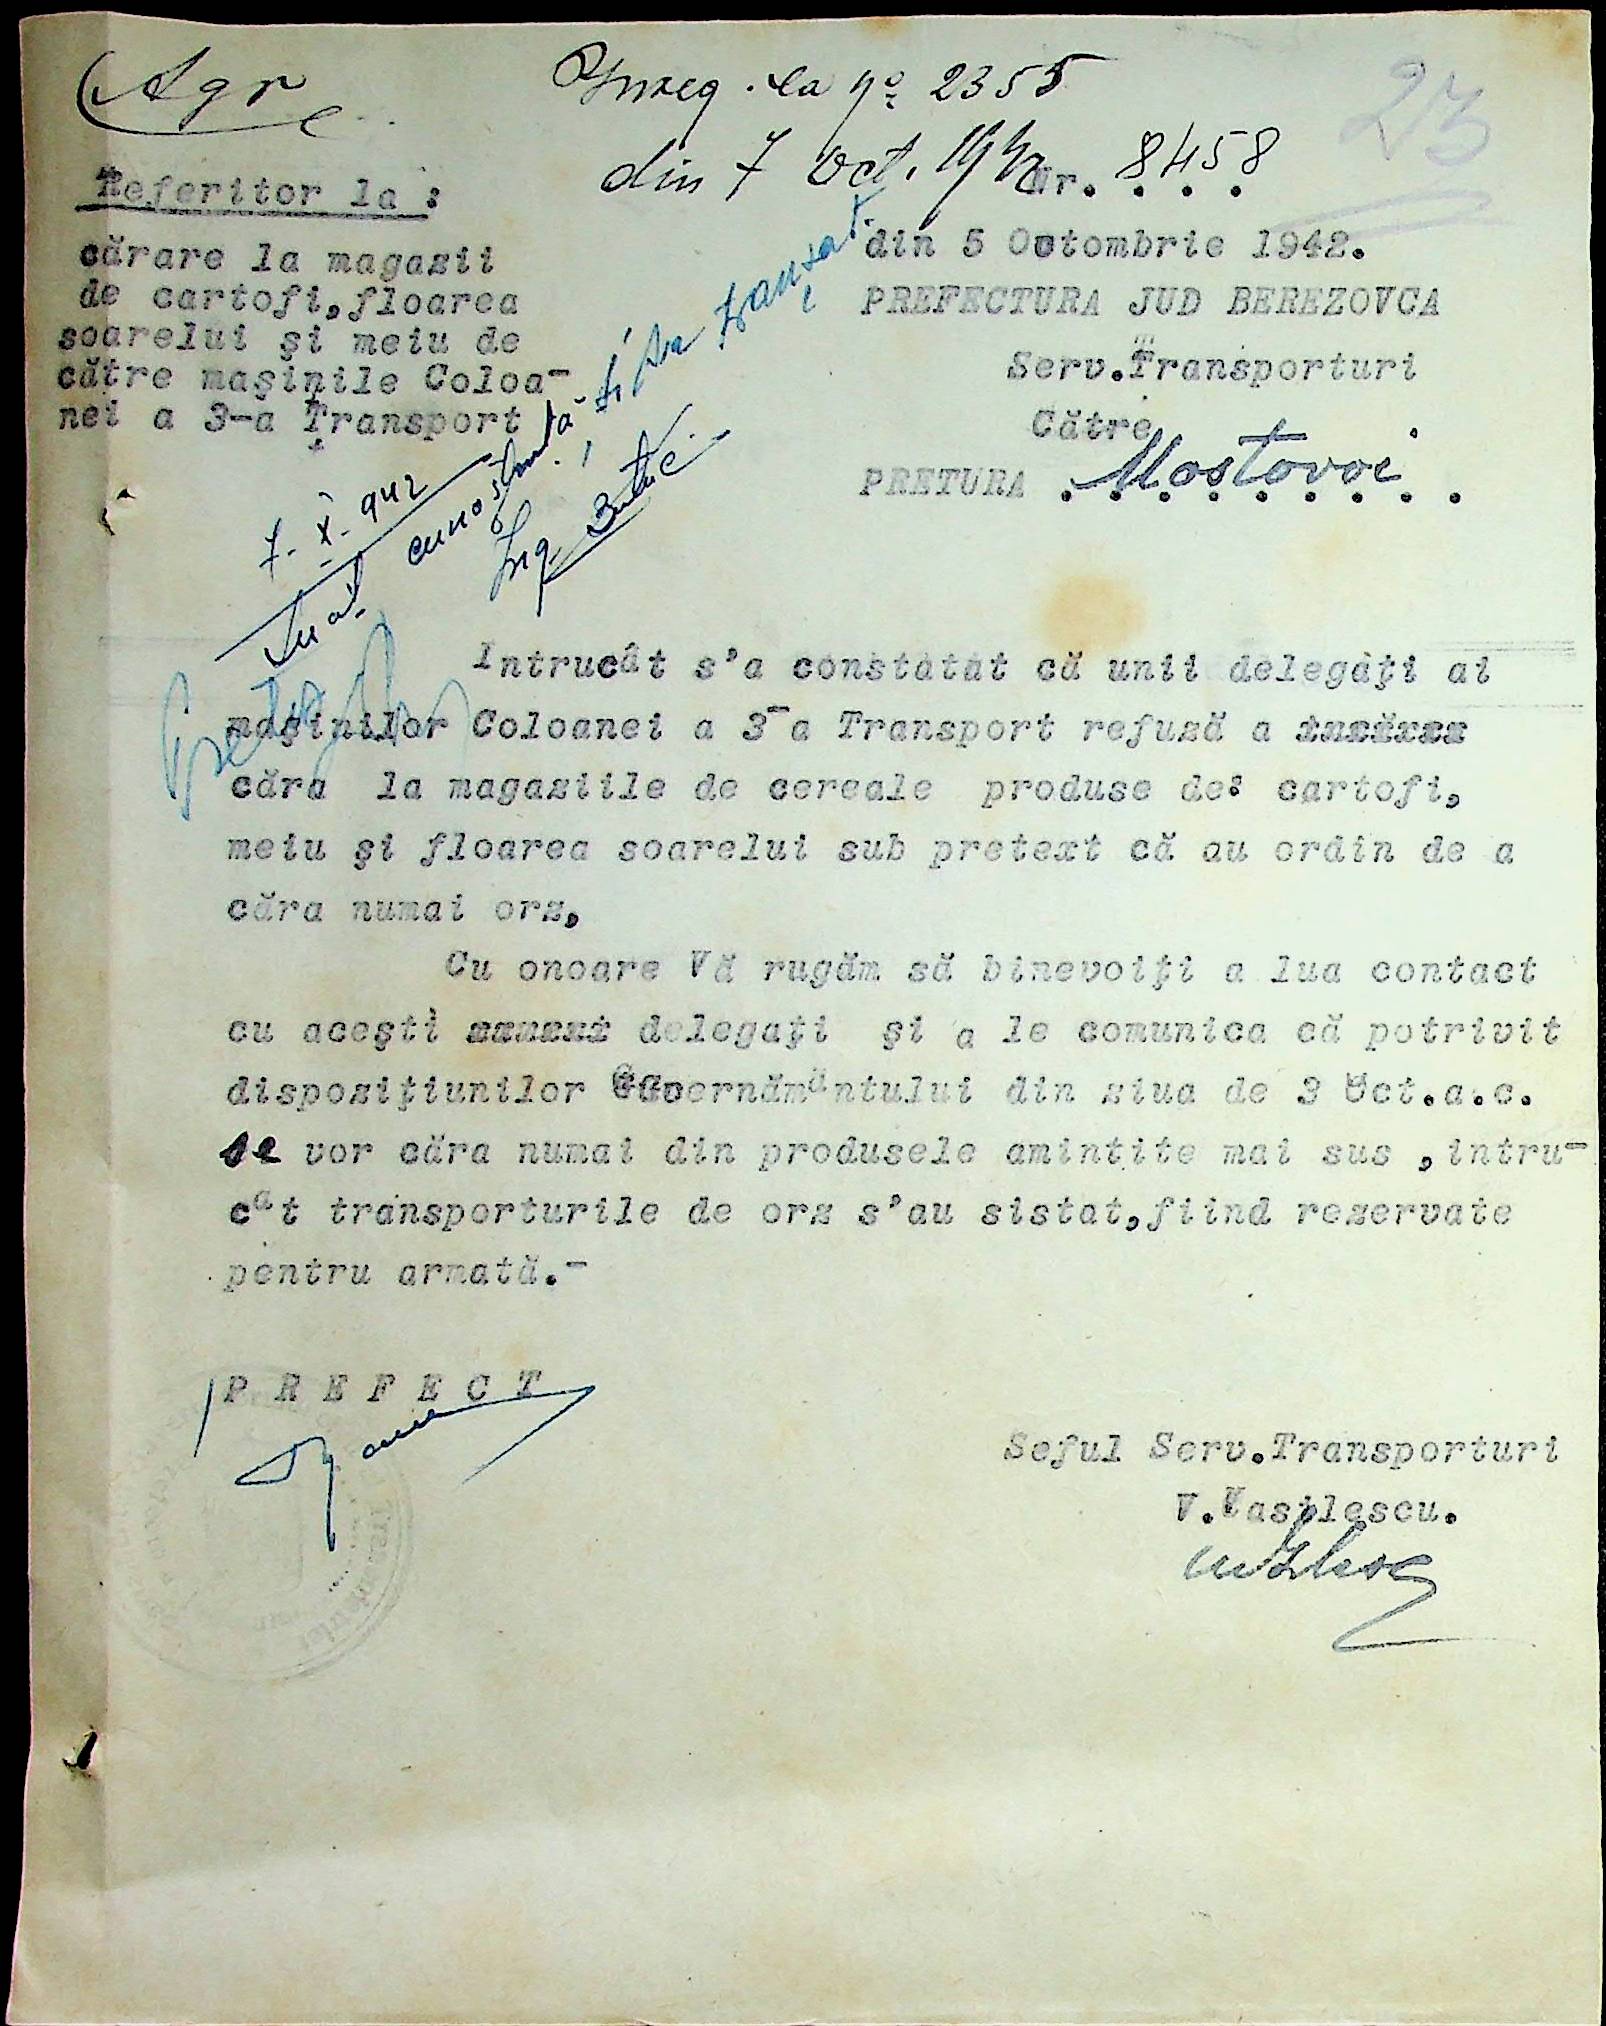 Agr
Inreg. la No 2355
din 7 Oct. 1942
23
Nr. 8458
Referitor la :
cărare la magazii
de cartofi, floarea
soarelui şi meiu de
către maşinile Coloa-
nei a 3-a Transport
din 5 Octombrie 1942.
PREFECTURA JUD BEREZOVCA
Serv. Transporturi
Către
PRETURA Mostovoi
7-X-942
Luat cunoştinţă şi s'a
Ing.
Intrucât s'a constatat că unii delegaţi ai
maşinilor Coloanei a 3-a Transport refuză a
căra la magaziile de cereale produse de: cartofi,
meiu şi floarea soarelui sub pretext că au ordin de a
căra numai orz,
Cu onoare Vă rugăm să binevoiţi a lua contact
cu aceşti delegaţi şi a le comunica că potrivit
dispoziţiunilor Guvernământului din ziua de 3 Oct.a.c.
se vor căra numai din produsele amintite mai sus , intru-
cat transporturile de orz s'au sistat, fiind rezervate
pentru armată.-
PREFECT
Seful Serv. Transporturi
V. Vasilescu.